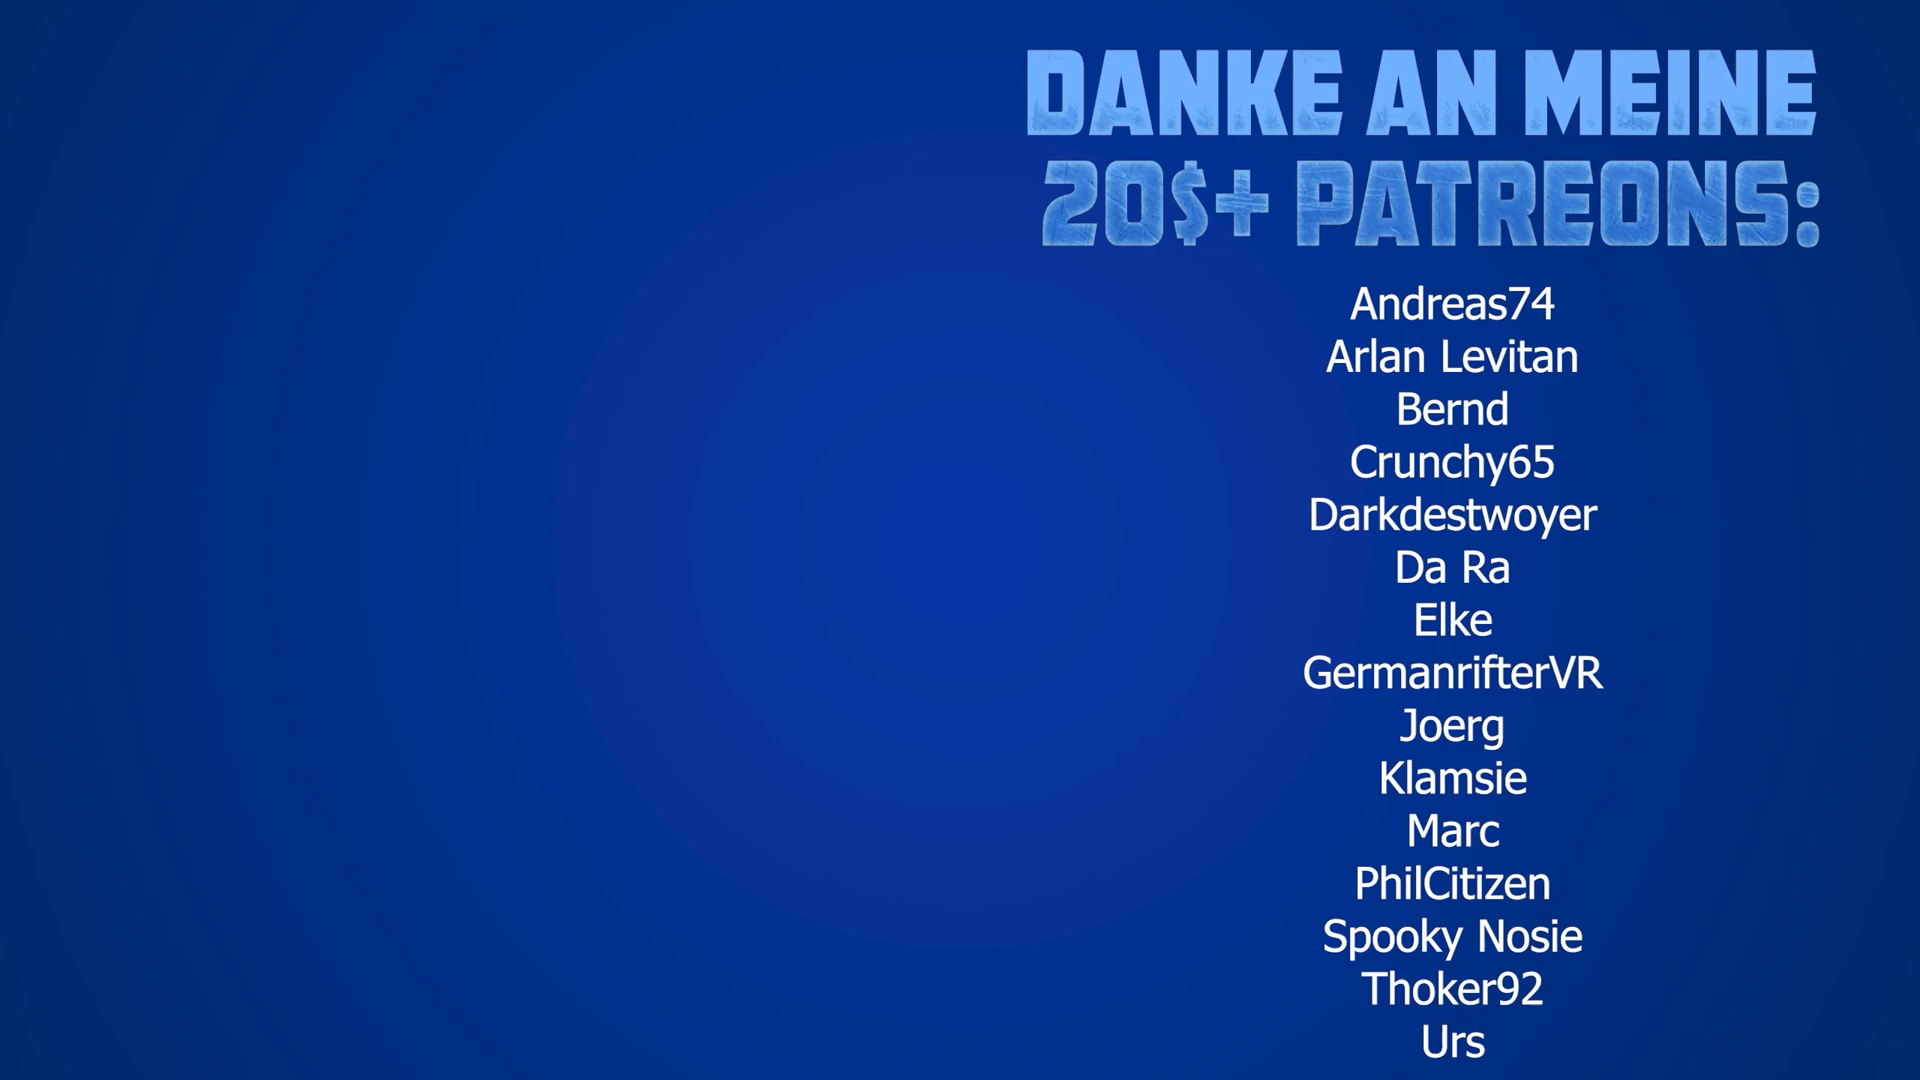 DANKE AN MEINE
20$+ PATREONS:
Andreas74
Arlan Levitan
Bernd
Crunchy65
Darkdestwoyer
Da Ra
Elke
GermanrifterVR
Joerg
Klamsie
Marc
PhilCitizen
Spooky Nosie
Thoker92
Urs